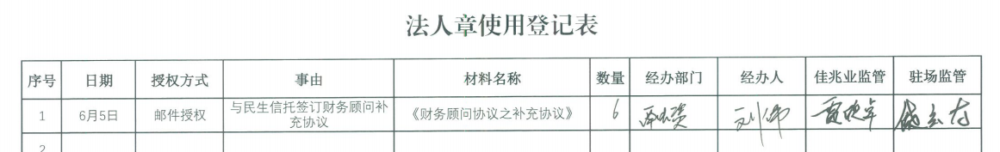 法人章使用登记表
序号 日期 授权方式 事由 材料名称 数量 经办部门 经办人 佳兆业监管 驻场监管
1 6月5日 邮件授权 与民生信托签订财务顾问补充协议 《财务顾问协议之补充协议》 6 刘伟
2